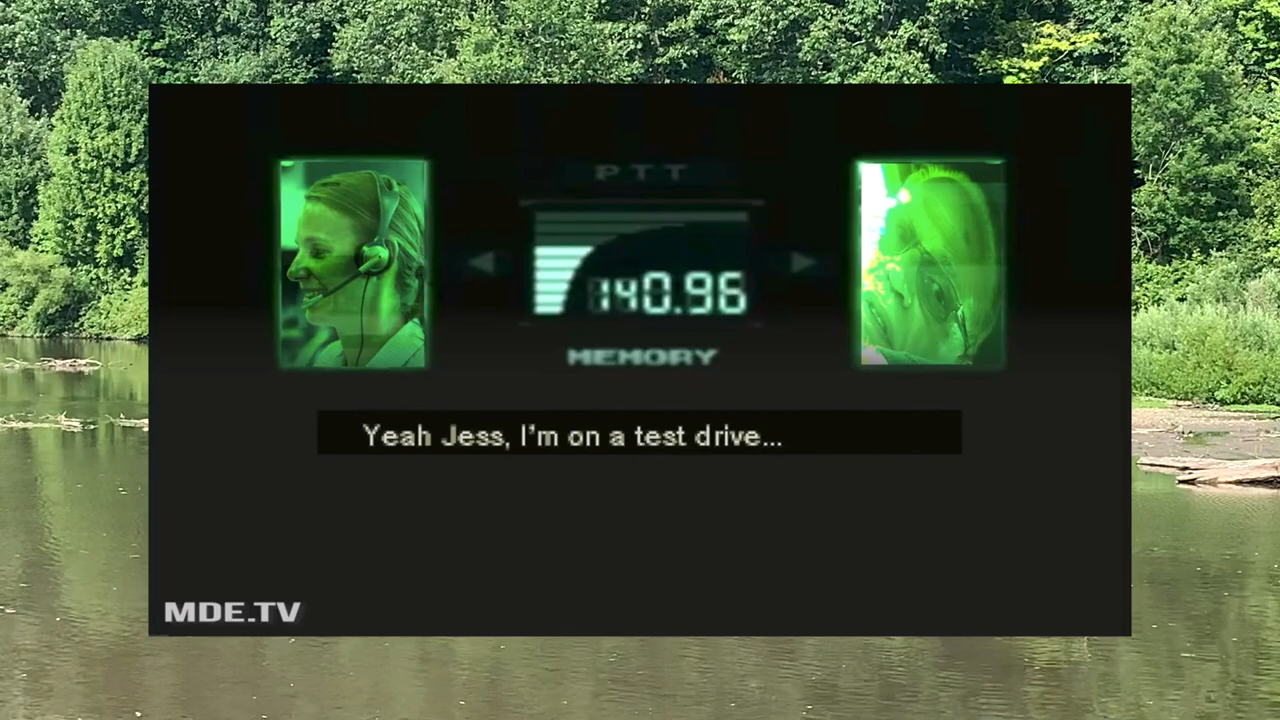 PTT
140.96
MEMORY
Yeah Jess, I'm on a test drive...
MDE.TV